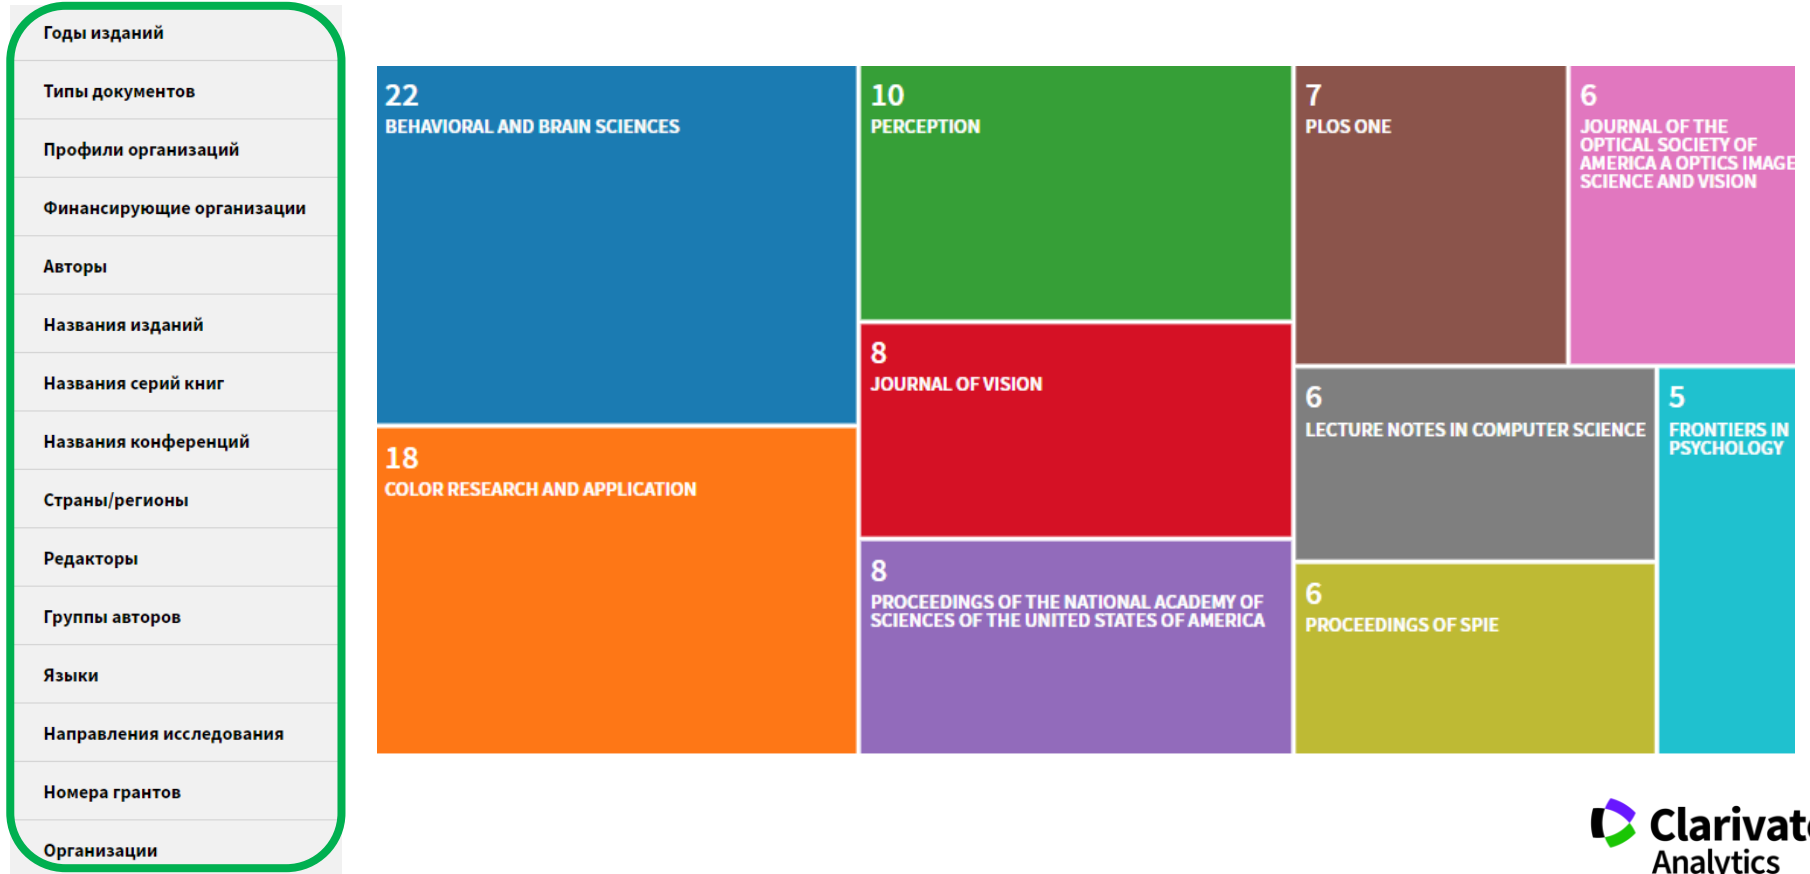 Годы изданий
Типы документов
Профили организаций
Финансирующие организации
Авторы
Названия изданий
Названия серий книг
Названия конференций
Страны/регионы
Редакторы
Группы авторов
Языки
Направления исследования
Номера грантов
Организации
22
BEHAVIORAL AND BRAIN SCIENCES
18
COLOR RESEARCH AND APPLICATION
10
PERCEPTION
8
JOURNAL OF VISION
8
PROCEEDINGS OF THE NATIONAL ACADEMY OF
SCIENCES OF THE UNITED STATES OF AMERICA
7
PLOS ONE
6
JOURNAL OF THE
OPTICAL SOCIETY OF
AMERICA A OPTICS IMAGE
SCIENCE AND VISION
6
LECTURE NOTES IN COMPUTER SCIENCE
5
FRONTIERS IN
PSYCHOLOGY
6
PROCEEDINGS OF SPIE
Clarivate
Analytics